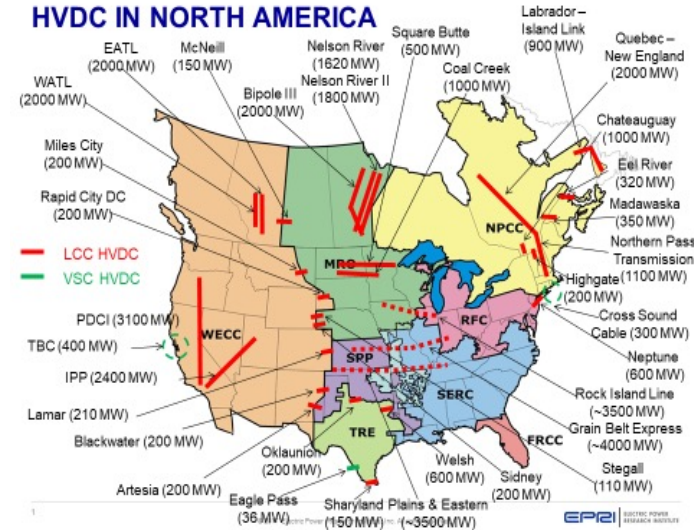 HVDC IN NORTH AMERICA
EATL
(2000 MW)
McNeill
(150 MW)
Nelson River
(1620 MW)
Nelson River II
(1800 MW)
Square Butte
(500 MW)
Labrador –
Island Link
(900 MW)
Quebec –
New England
(2000 MW)
WATL
(2000 MW)
Bipole III
(2000 MW)
Coal Creek
(1000 MW)
Chateauguay
(1000 MW)
Miles City
(200 MW)
Eel River
(320 MW)
Rapid City DC
(200 MW)
Madawaska
(350 MW)
NPCC
Northern Pass
Transmission
(1100 MW)
LCC HVDC
VSC HVDC
MRO
Highgate
(200 MW)
PDCI (3100 MW)
WECC
RFC
Cross Sound
Cable (300 MW)
TBC (400 MW)
SPP
Neptune
(600 MW)
IPP (2400 MW)
SERC
Rock Island Line
(~3500 MW)
Lamar (210 MW)
Grain Belt Express
(~4000 MW)
Blackwater (200 MW)
TRE
FRCC
Oklaunion
(200 MW)
Welsh
(600 MW)
Sidney
(200 MW)
Stegall
(110 MW)
Artesia (200 MW)
Eagle Pass
(36 MW)
Sharyland
(150 MW)
Plains & Eastern
(~3500 MW)
1
EPRI
ELECTRIC POWER
RESEARCH INSTITUTE